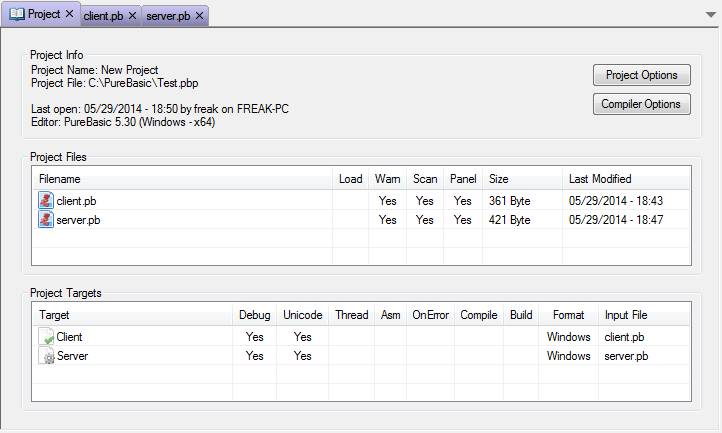 Project client.pb server.pb
Project Info
Project Name: New Project
Project File: C:\PureBasic\Test.pbp
Project Options
Last open: 05/29/2014 - 18:50 by freak on FREAK-PC
Compiler Options
Editor: PureBasic 5.30 (Windows - x64)
Project Files
Filename Load Warn Scan Panel Size Last Modified
client.pb Yes Yes Yes 361 Byte 05/29/2014 - 18:43
server.pb Yes Yes Yes 421 Byte 05/29/2014 - 18:47
Project Targets
Target Debug Unicode Thread Asm OnError Compile Build Format Input File
Client Yes Yes Windows client.pb
Server Yes Yes Windows server.pb